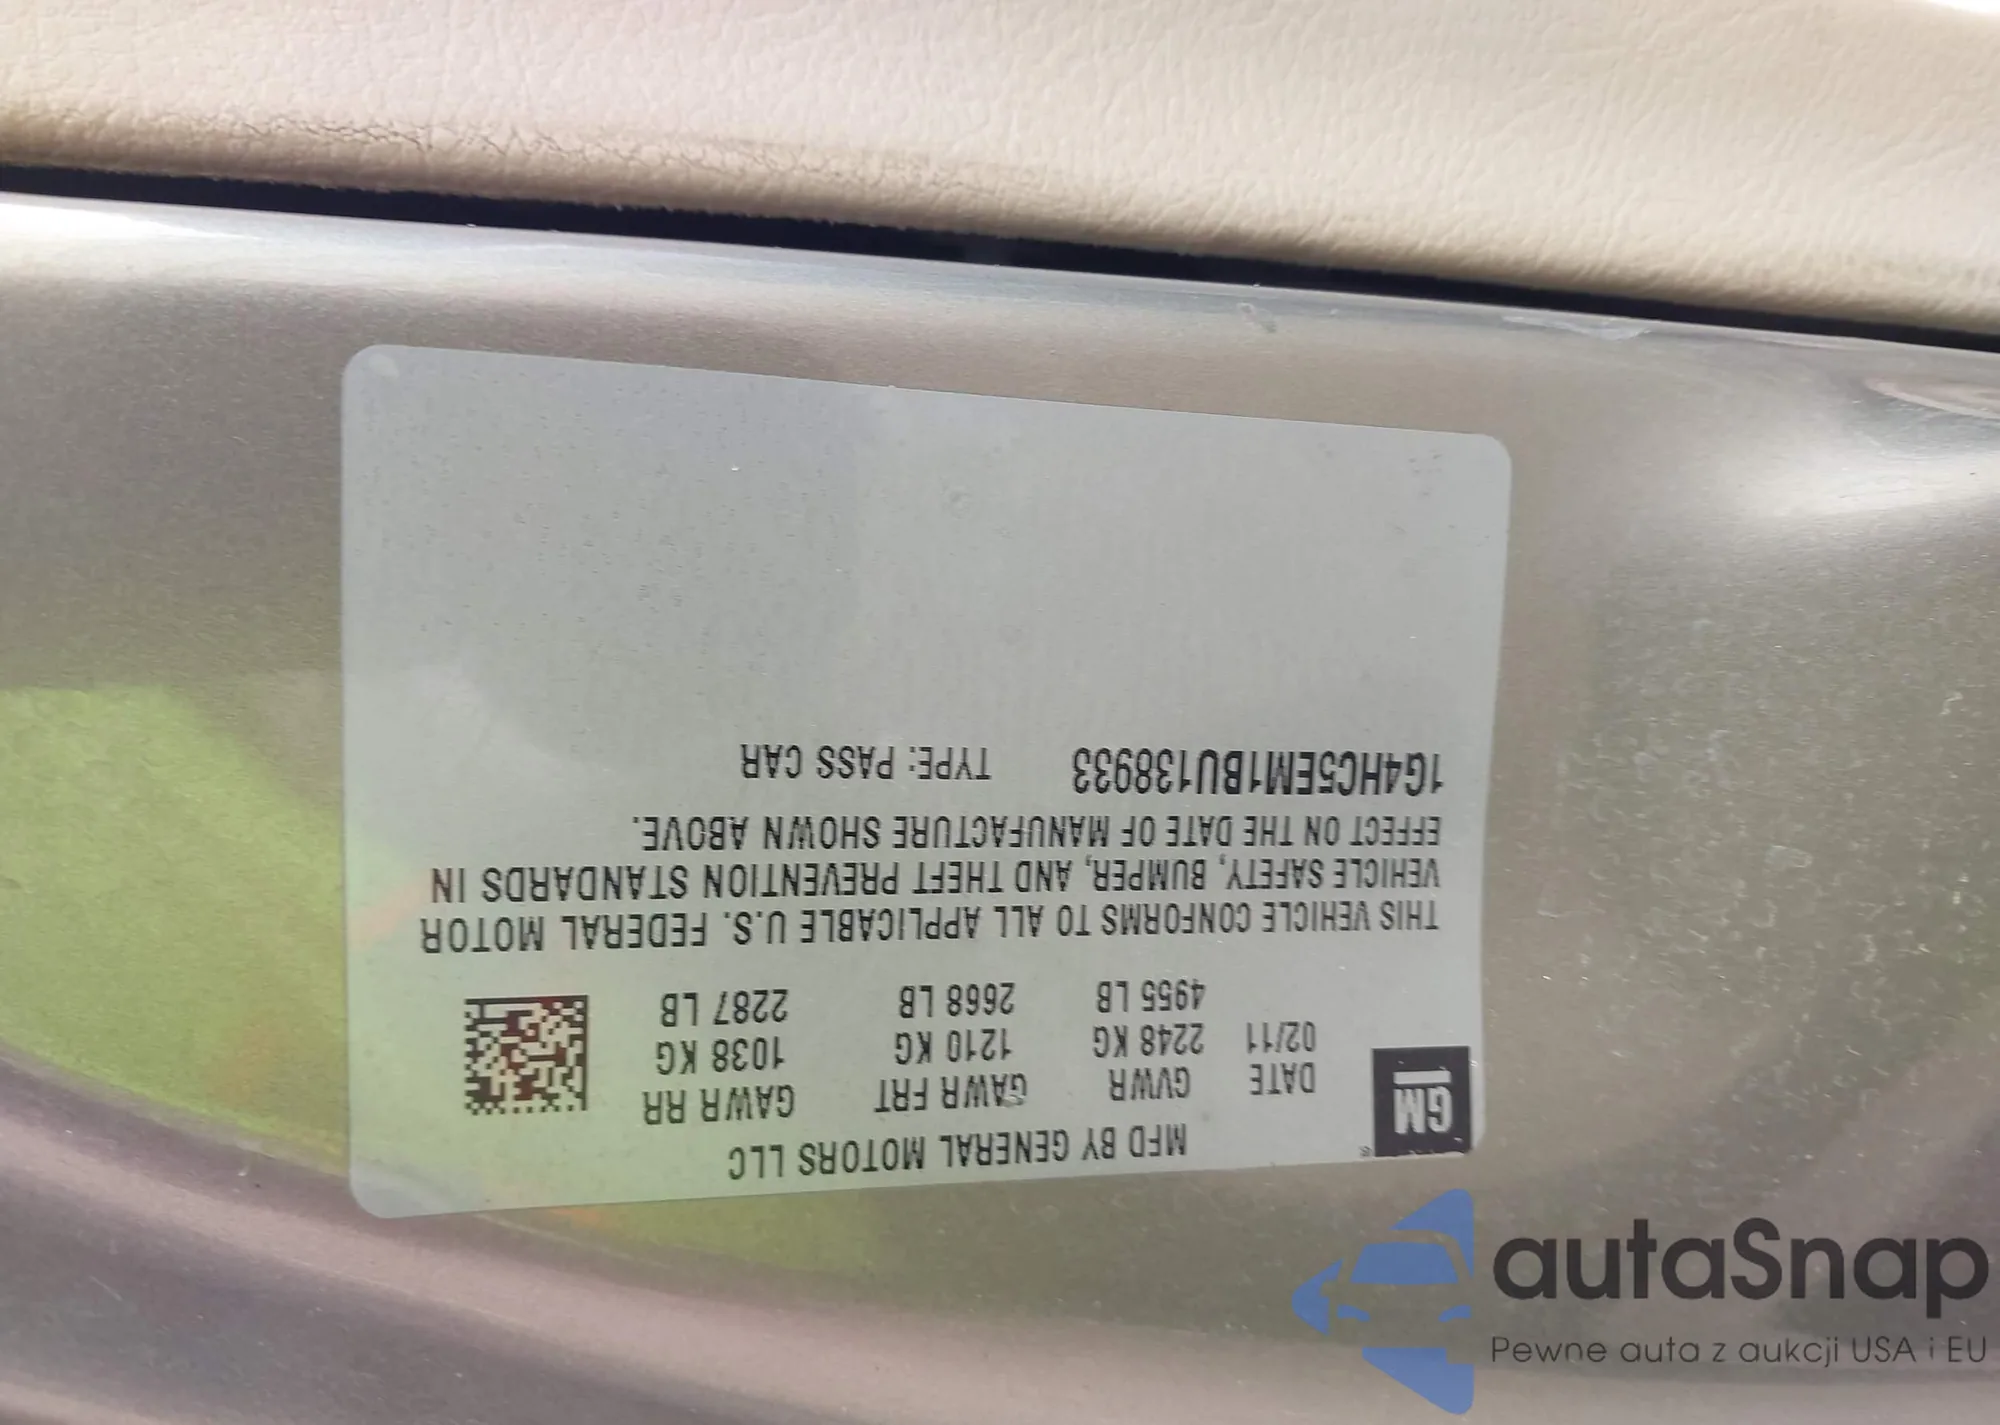 MFD BY GENERAL MOTORS LLC
GM ®
DATE GVWR GAWR FRT GAWR RR
02/11 2248 KG 1210 KG 1038 KG
4955 LB 2668 LB 2287 LB
THIS VEHICLE CONFORMS TO ALL APPLICABLE U.S. FEDERAL MOTOR
VEHICLE SAFETY, BUMPER, AND THEFT PREVENTION STANDARDS IN
EFFECT ON THE DATE OF MANUFACTURE SHOWN ABOVE.
1G4HC5EM1BU138933 TYPE: PASS CAR
autaSnap
Pewne auta z aukcji USA i EU